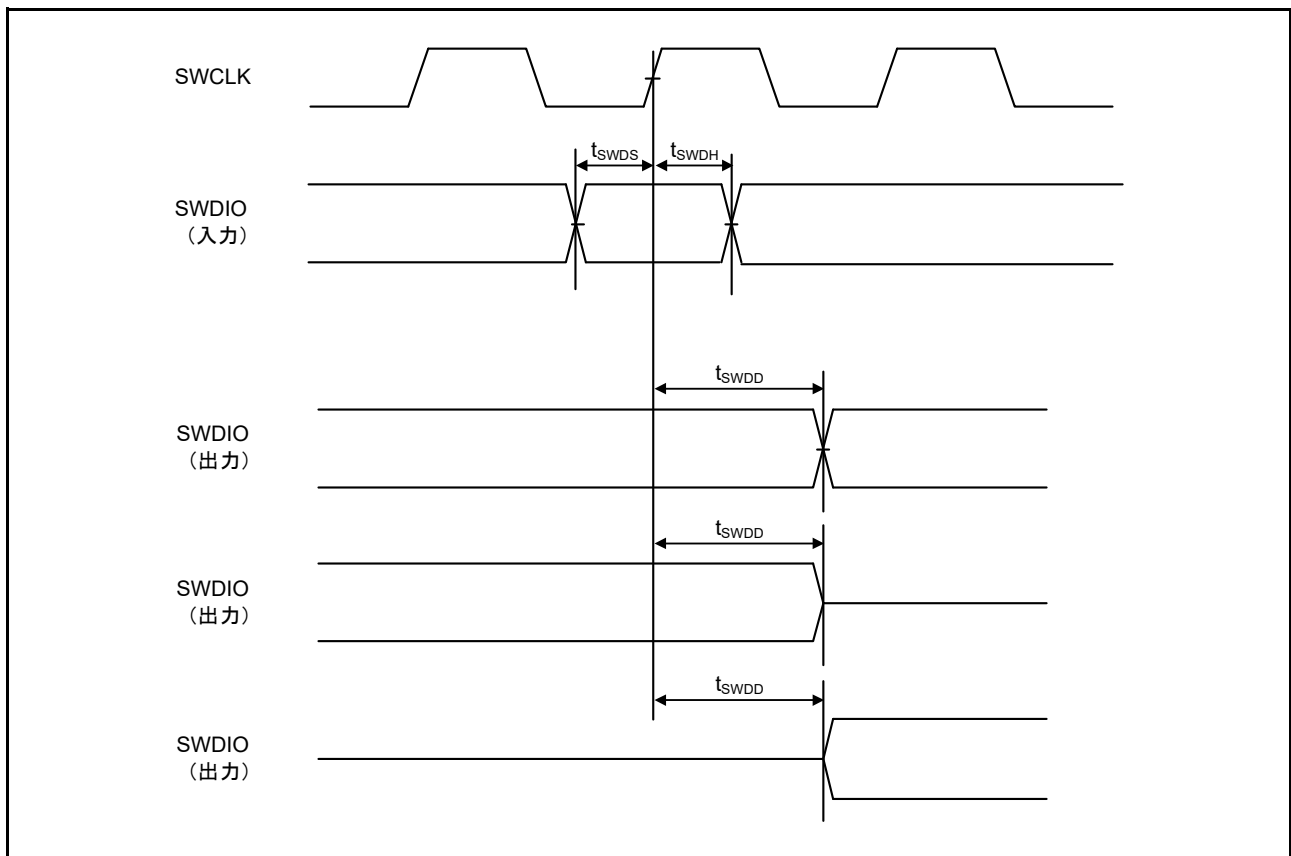 SWCLK
tSWDS
tSWDH
SWDIO
（入力）
tSWDD
SWDIO
（出力）
tSWDD
SWDIO
（出力）
tSWDD
SWDIO
（出力）